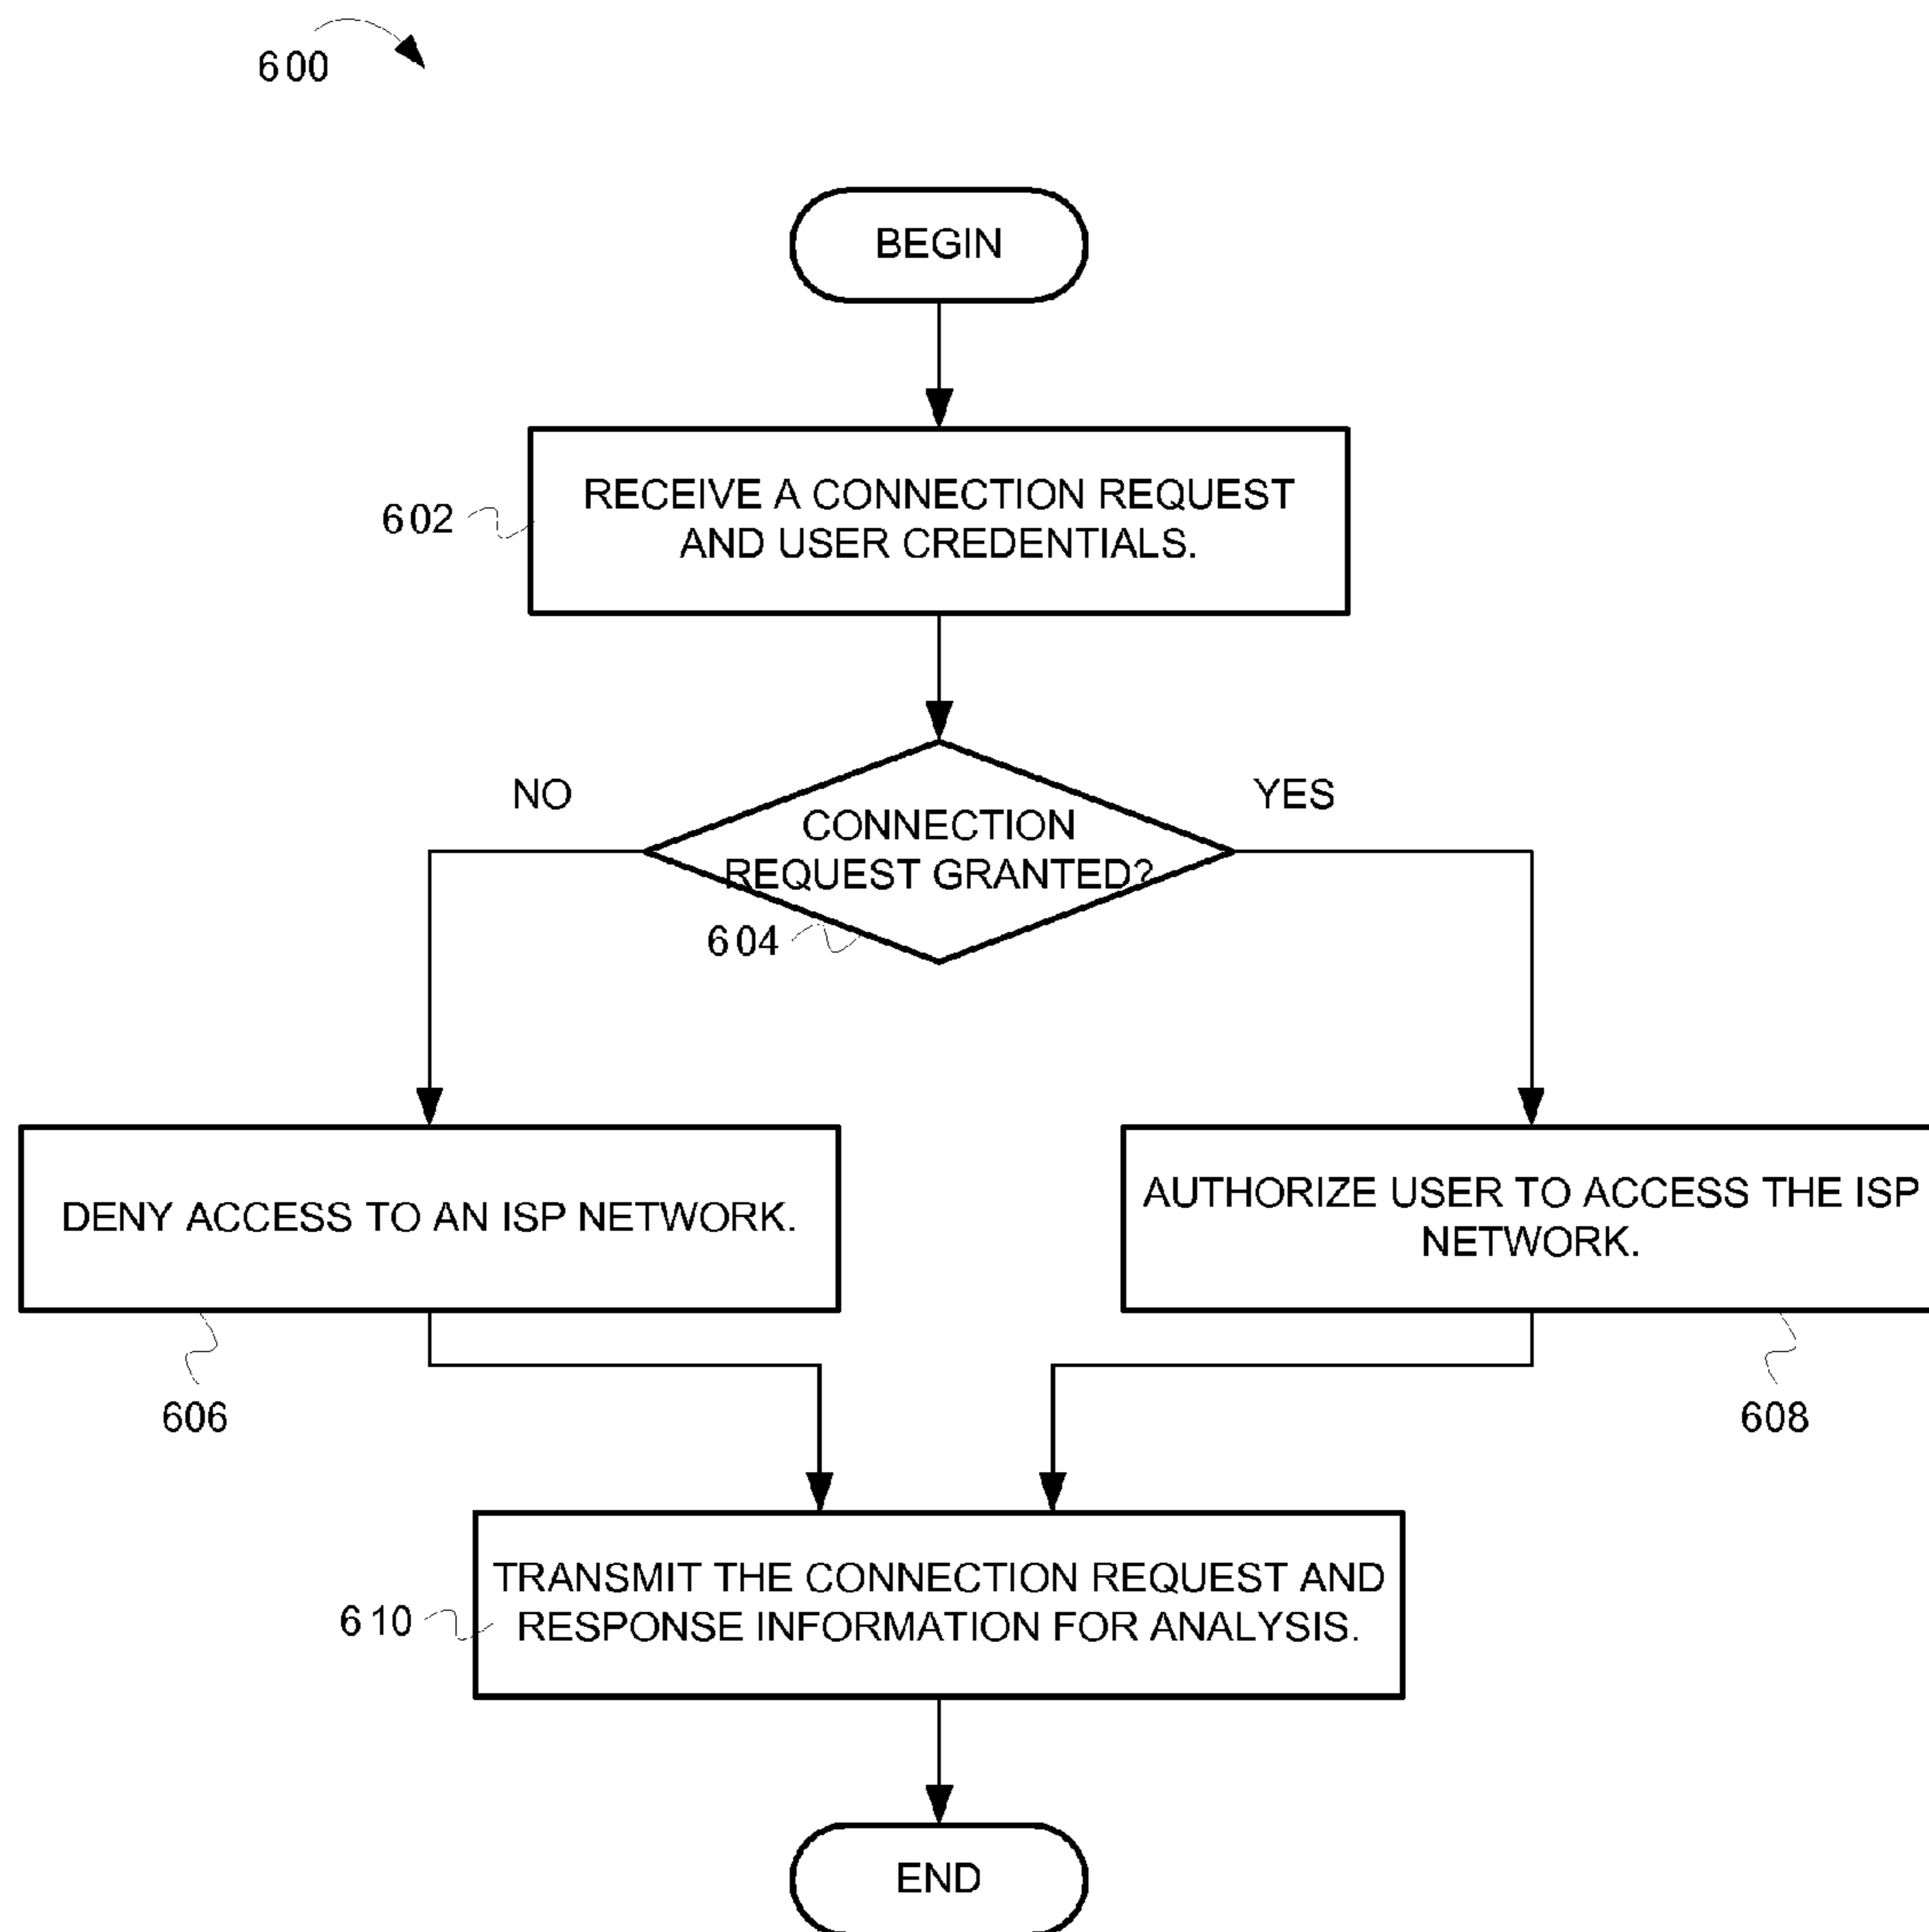 600
BEGIN
602
RECEIVE A CONNECTION REQUEST
AND USER CREDENTIALS.
NO
YES
CONNECTION
REQUEST GRANTED?
604
DENY ACCESS TO AN ISP NETWORK.
AUTHORIZE USER TO ACCESS THE ISP
NETWORK.
606
608
TRANSMIT THE CONNECTION REQUEST AND
RESPONSE INFORMATION FOR ANALYSIS.
610
END